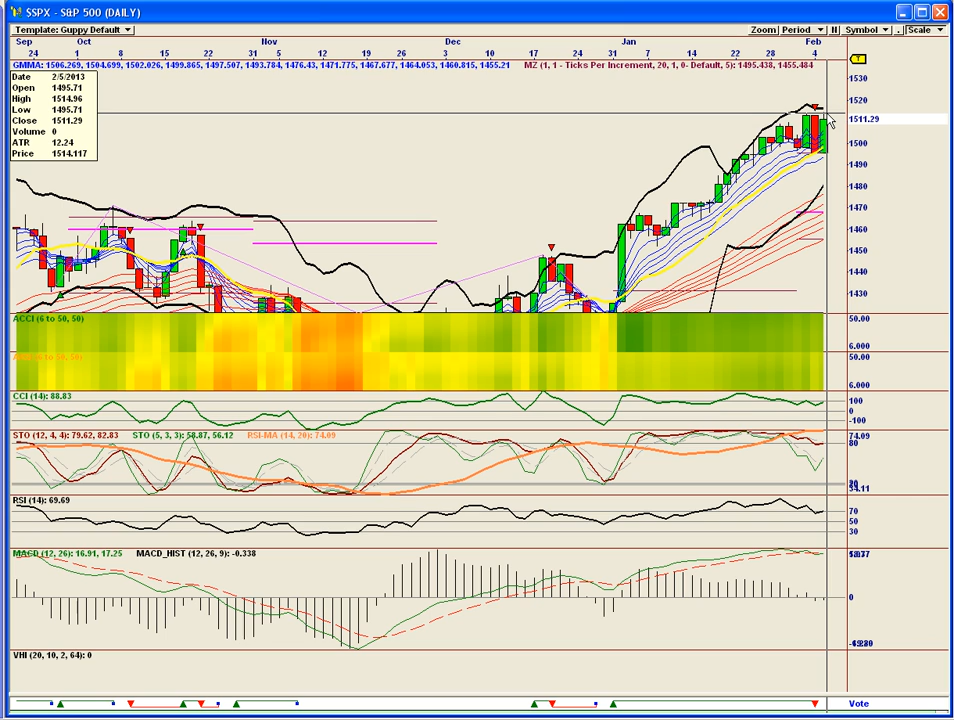 $SPX - S&P 500 (DAILY)
Template: Guppy Default Zoom Period Symbol . Scale
Sep Oct Nov Dec Jan Feb
24 1 8 15 22 29 5 12 19 26 3 10 17 24 31 7 14 22 28 4
GMMA: 1506.269, 1504.699, 1502.026, 1499.865, 1497.507, 1493.784, 1476.43, 1471.775, 1467.677, 1464.053, 1460.815, 1455.21 MZ (1, 1 - Ticks Per Increment, 20, 1, 0- Default, 5): 1495.438, 1455.484
Date 2/5/2013
Open 1495.71
High 1514.96
Low 1495.71
Close 1511.29
Volume 0
ATR 12.24
Price 1514.117
1530
1520
1511.29
1500
1490
1480
1470
1460
1450
1440
1430
ACCI (6 to 50, 50)
50.00
6.000
50.00
6.000
CCI (14): 88.83
100
0
-100
STO (12, 4, 4): 79.62, 82.83 STO (5, 3, 3): 58.87, 56.12 RSI-MA (14, 20): 74.09
74.09
80
RSI (14): 69.69
70
50
30
MACD (12, 26): 16.91, 17.25 MACD_HIST (12, 26, 9): -0.338
0
VHI (20, 10, 2, 64): 0
Vote